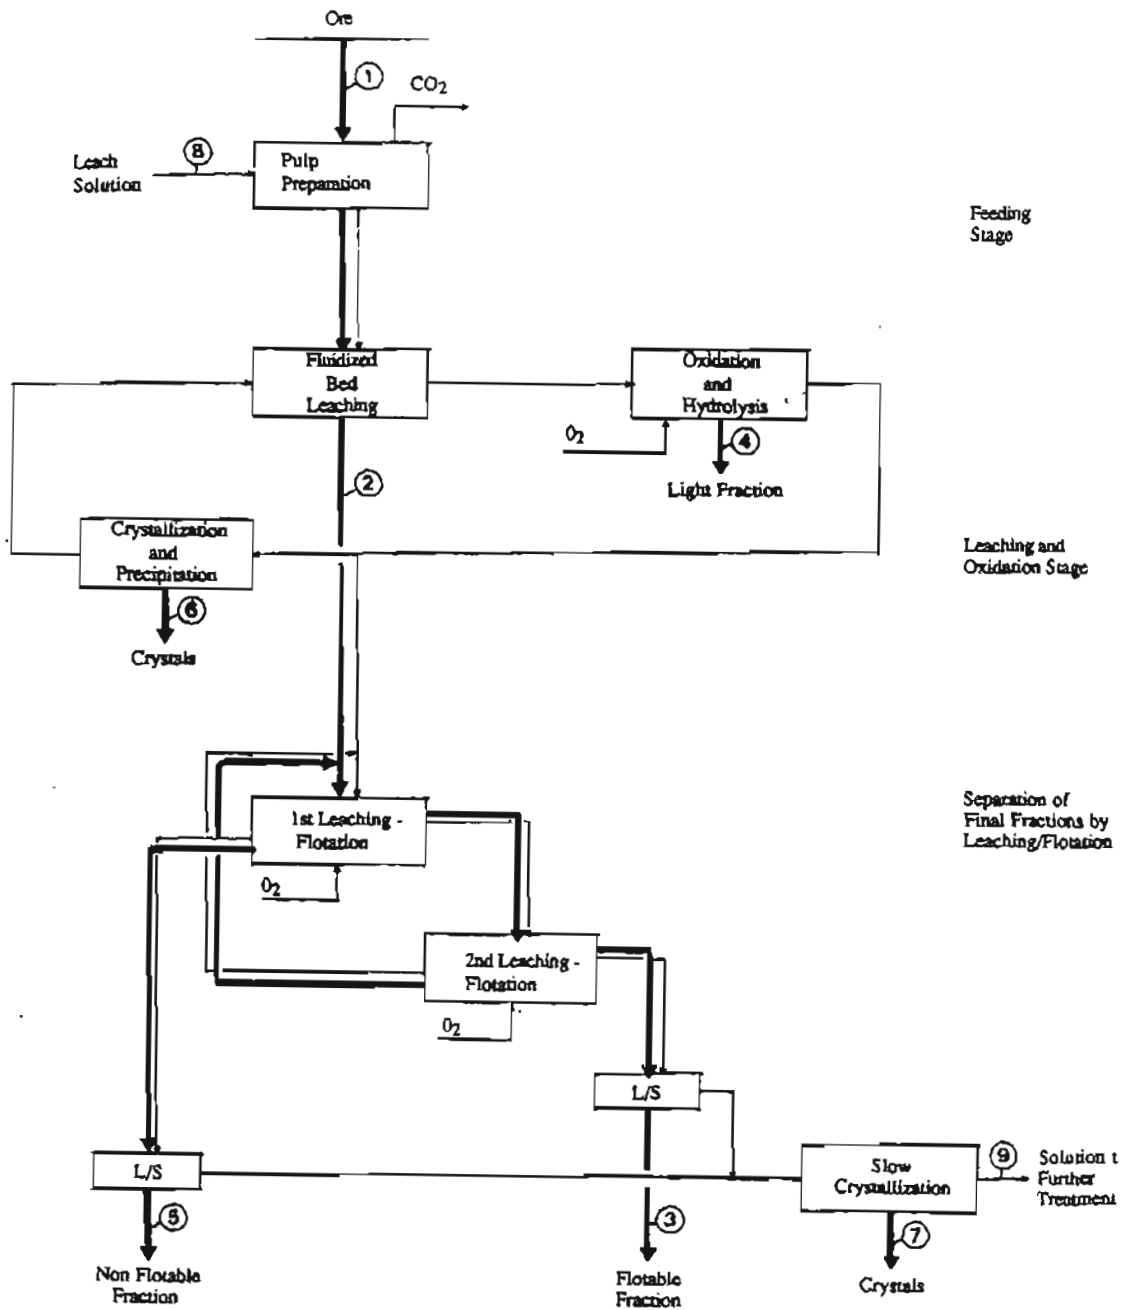 Ore
1
CO2
8
Leach
Solution
Pulp
Preparation
Feeding
Stage
Fluidized
Bed
Leaching
Oxidation
and
Hydrolysis
O2
4
Light Fraction
2
Crystallization
and
Precipitation
Leaching and
Oxidation Stage
6
Crystals
1st Leaching -
Flotation
Separation of
Final Fractions by
Leaching/Flotation
O2
2nd Leaching -
Flotation
O2
L/S
L/S
Slow
Crystallization
9
Solution t
Further
Treatment
5
3
7
Non Flotable
Fraction
Flotable
Fraction
Crystals